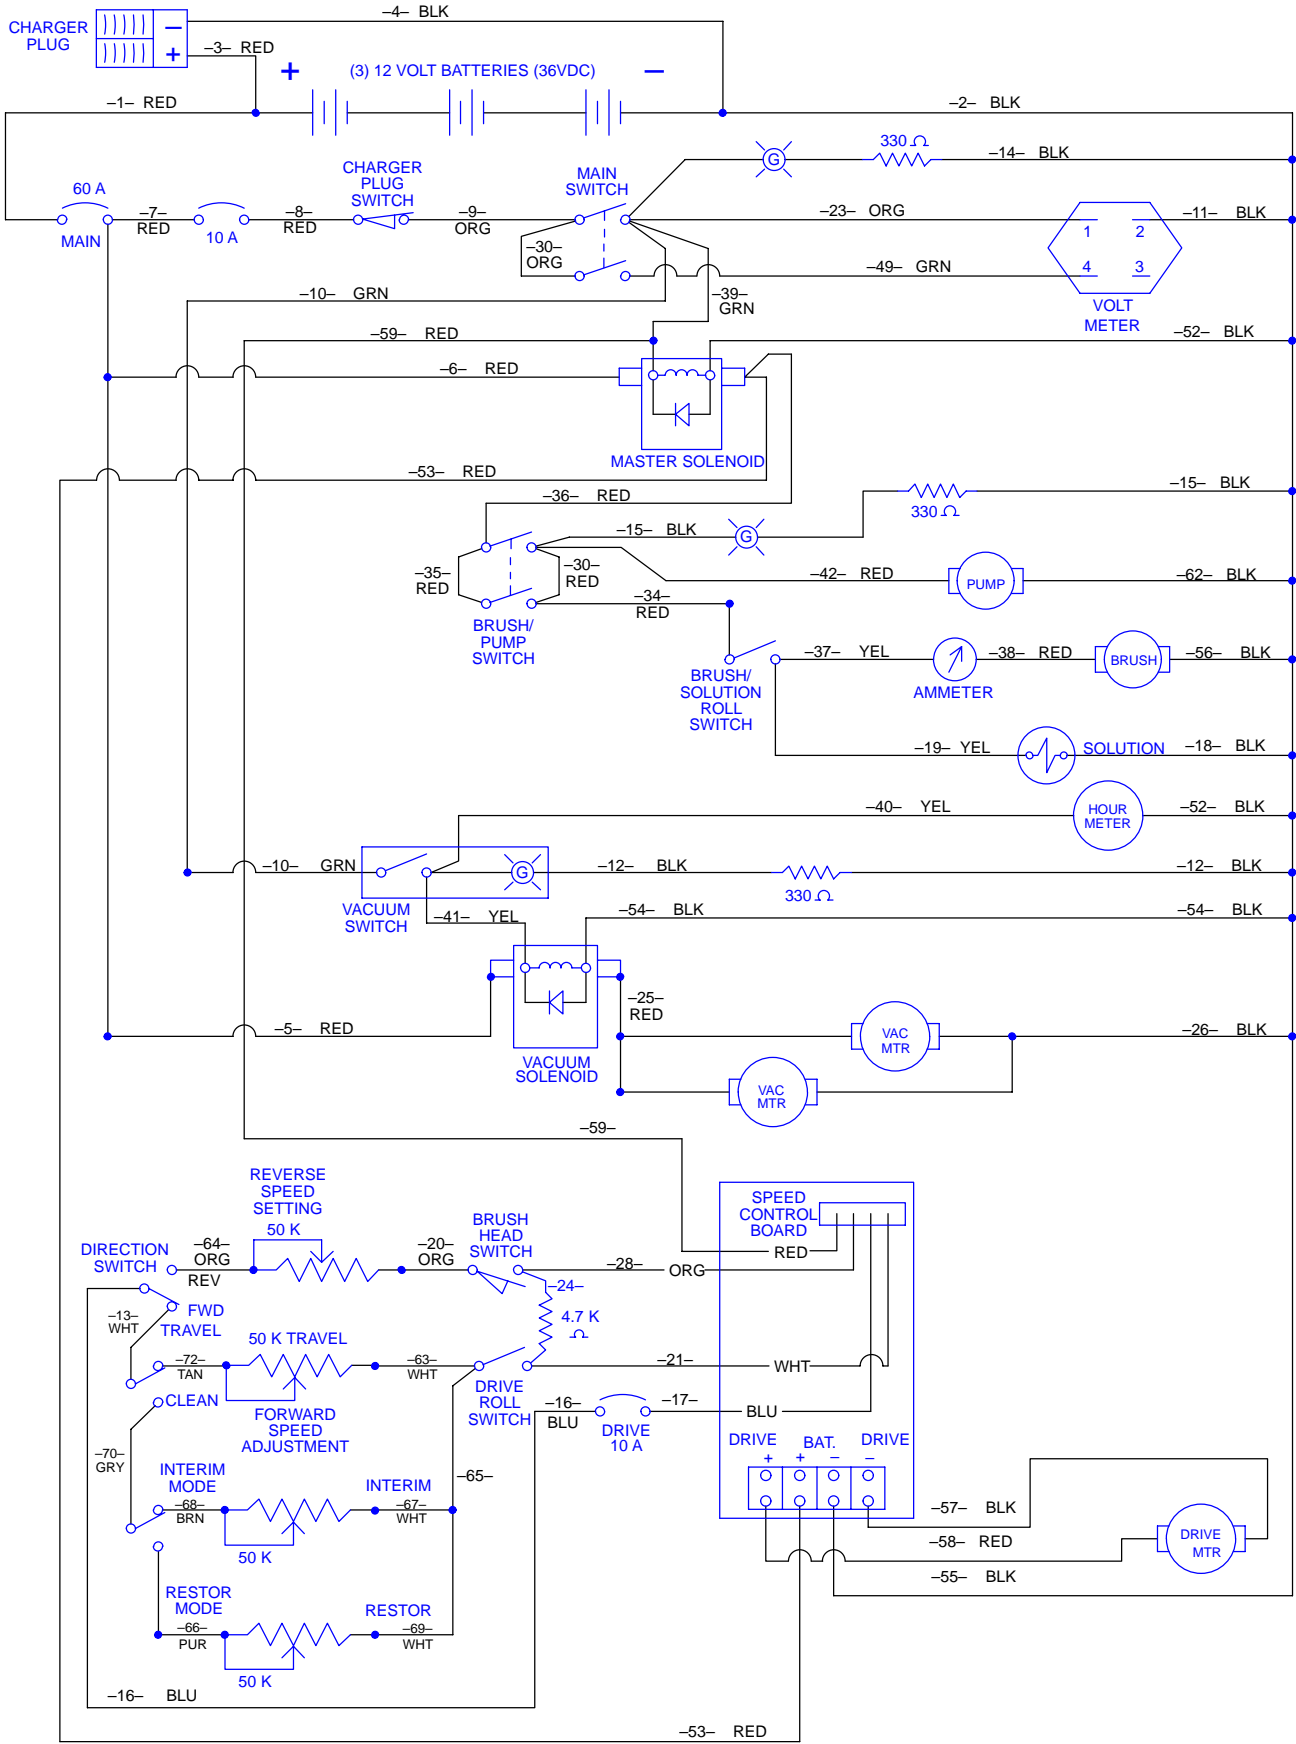 –4– BLK
CHARGER
PLUG
–
+
–3– RED
+
(3) 12 VOLT BATTERIES (36VDC)
–
–1– RED
–2– BLK
330 Ω
G
–14– BLK
CHARGER
PLUG
SWITCH
MAIN
SWITCH
60 A
–7–
RED
–8–
RED
–9–
ORG
–23– ORG
–11– BLK
MAIN
10 A
1
2
–30–
ORG
–49– GRN
4
3
–10– GRN
–39–
GRN
VOLT
METER
–59– RED
–52– BLK
–6– RED
MASTER SOLENOID
–53– RED
–36– RED
–15– BLK
330 Ω
–15– BLK
G
–35–
RED
–30–
RED
–42– RED
PUMP
–62– BLK
–34–
RED
BRUSH/
PUMP
SWITCH
–37– YEL
–38– RED
BRUSH
–56– BLK
BRUSH/
SOLUTION
ROLL
SWITCH
AMMETER
–19– YEL
SOLUTION
–18– BLK
–40– YEL
HOUR
METER
–52– BLK
–10– GRN
G
–12– BLK
–12– BLK
330 Ω
VACUUM
SWITCH
–41– YEL
–54– BLK
–54– BLK
–25–
RED
–5– RED
VAC
MTR
–26– BLK
VACUUM
SOLENOID
VAC
MTR
–59–
REVERSE
SPEED
SETTING
50 K
SPEED
CONTROL
BOARD
BRUSH
HEAD
SWITCH
DIRECTION
SWITCH
–64–
ORG
REV
–20–
ORG
RED
–28– ORG
–24–
FWD
–13–
WHT
TRAVEL
4.7 K
Ω
50 K TRAVEL
–72–
TAN
–63–
WHT
–21– WHT
DRIVE
ROLL
SWITCH
CLEAN
–16–
BLU
–17– BLU
FORWARD
SPEED
ADJUSTMENT
DRIVE
10 A
DRIVE
+
BAT.
+ –
DRIVE
–
–70–
GRY
INTERIM
MODE
INTERIM
–65–
–68–
BRN
–67–
WHT
–57– BLK
50 K
–58– RED
DRIVE
MTR
–55– BLK
RESTOR
MODE
RESTOR
–66–
PUR
–69–
WHT
50 K
–16– BLU
–53– RED